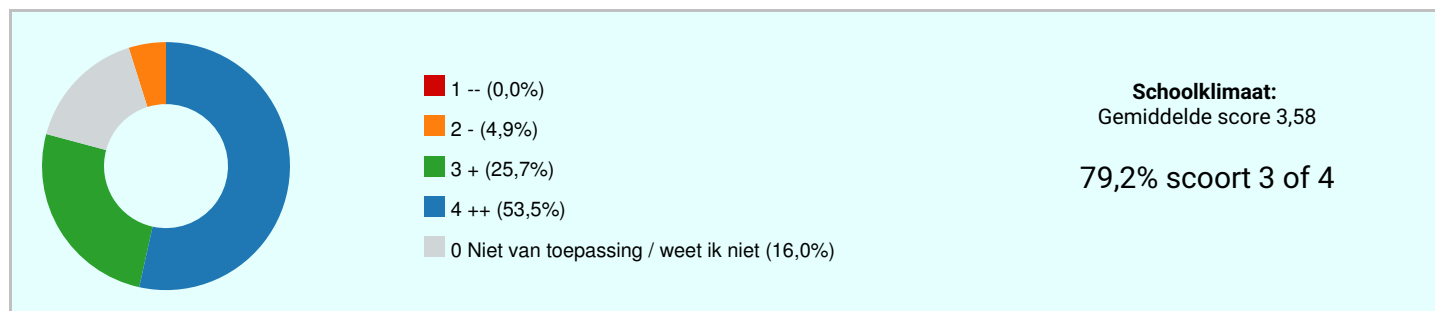 1 -- (0,0%)
2 - (4,9%)
3 + (25,7%)
4 ++ (53,5%)
0 Niet van toepassing / weet ik niet (16,0%)
Schoolklimaat:
Gemiddelde score 3,58
79,2% scoort 3 of 4